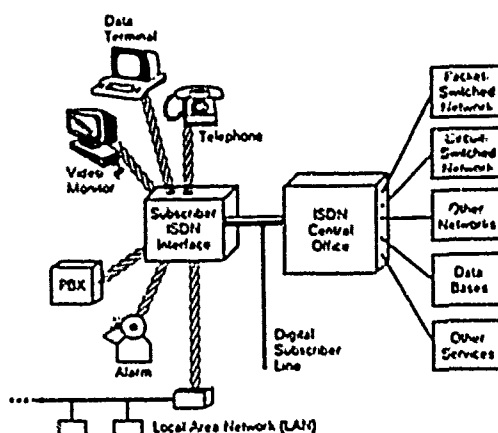 Data
Terminal
Telephone
Video
Monitor
Subscriber
ISDN
Interface
PBX
Alarm
Local Area Network (LAN)
ISDN
Central
Office
Digital
Subscriber
Line
Packet-
Switched
Network
Circuit-
Switched
Network
Other
Networks
Data
Bases
Other
Services